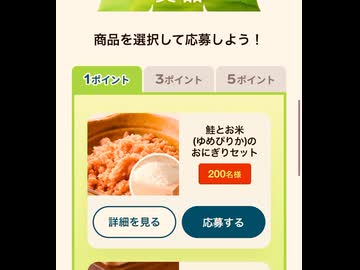 商品を選択して応募しよう！
1ポイント
3ポイント
5ポイント
鮭とお米
(ゆめぴりか)の
おにぎりセット
200名様
詳細を見る
応募する